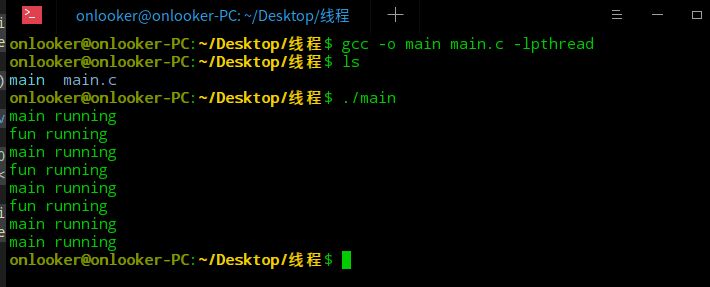 onlooker@onlooker-PC:~/Desktop/线程
onlooker@onlooker-PC:~/Desktop/线程$ gcc -o main main.c -lpthread
onlooker@onlooker-PC:~/Desktop/线程$ ls
main  main.c
onlooker@onlooker-PC:~/Desktop/线程$ ./main
main running
fun running
main running
fun running
main running
fun running
main running
main running
onlooker@onlooker-PC:~/Desktop/线程$